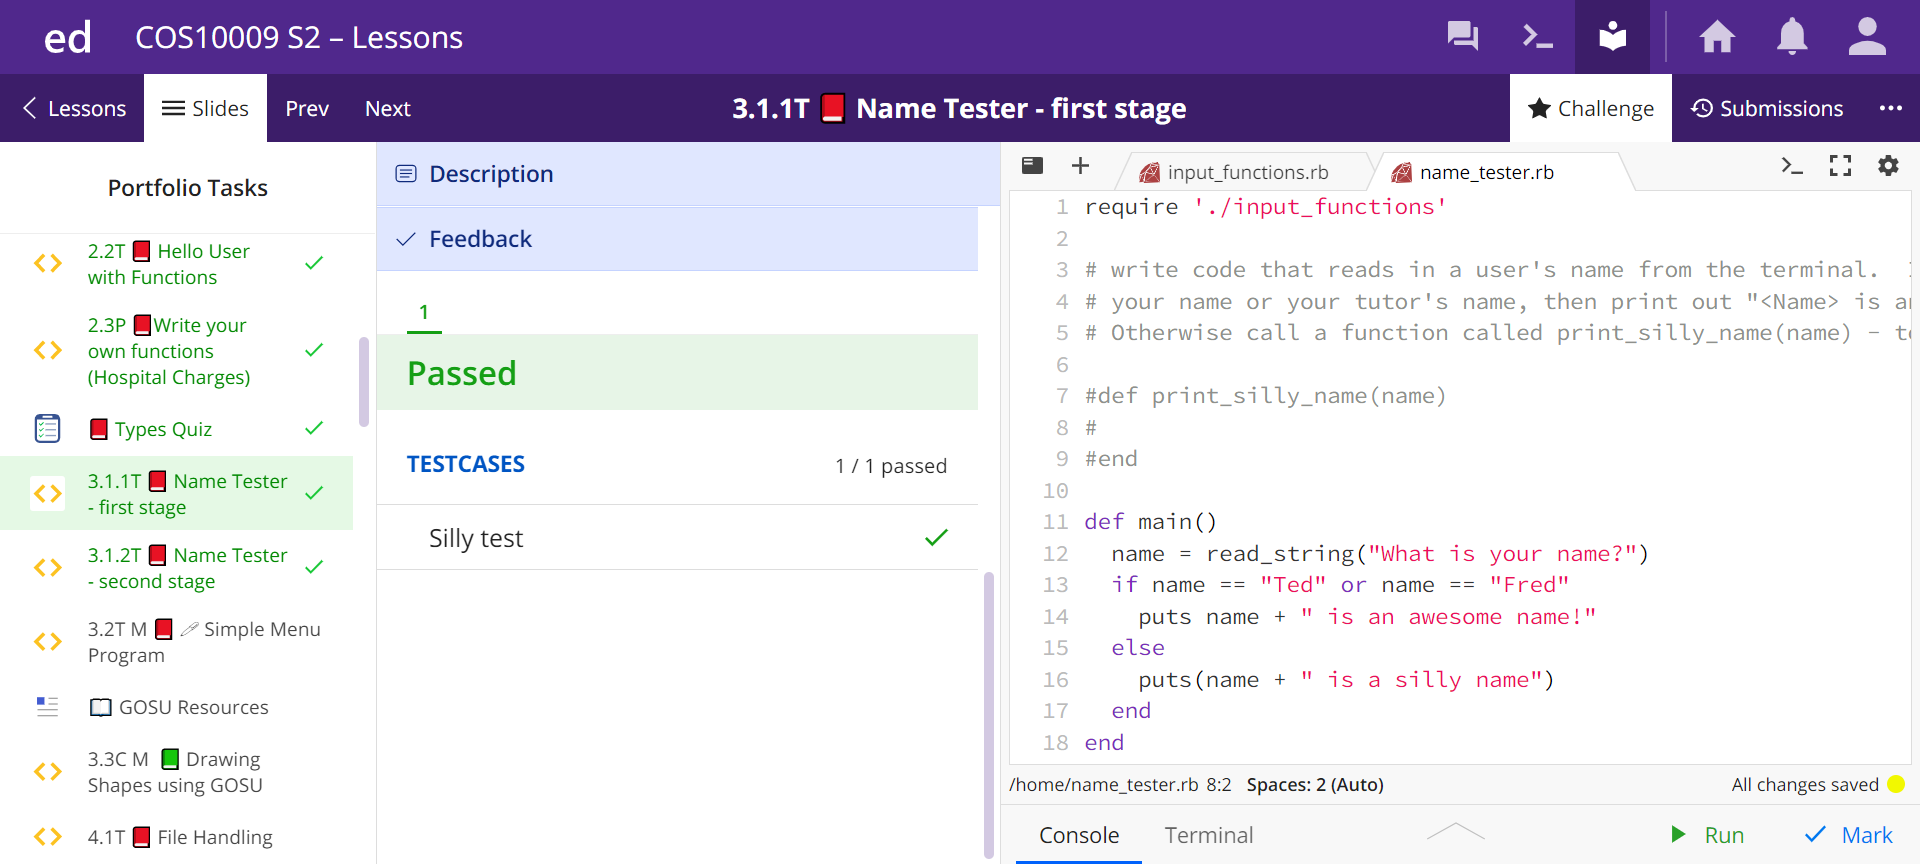 ed COS10009 S2 – Lessons
Lessons Slides Prev Next 3.1.1T Name Tester - first stage Challenge Submissions
Portfolio Tasks
2.2T Hello User
with Functions
2.3P Write your
own functions
(Hospital Charges)
Types Quiz
3.1.1T Name Tester
- first stage
3.1.2T Name Tester
- second stage
3.2T M Simple Menu
Program
GOSU Resources
3.3C M Drawing
Shapes using GOSU
4.1T File Handling
Description
Feedback
1
Passed
TESTCASES 1 / 1 passed
Silly test
input_functions.rb name_tester.rb
1 require './input_functions'
2
3 # write code that reads in a user's name from the terminal.
4 # your name or your tutor's name, then print out "<Name> is
5 # Otherwise call a function called print_silly_name(name) -
6
7 #def print_silly_name(name)
8 #
9 #end
10
11 def main()
12 name = read_string("What is your name?")
13 if name == "Ted" or name == "Fred"
14 puts name + " is an awesome name!"
15 else
16 puts(name + " is a silly name")
17 end
18 end
/home/name_tester.rb 8:2 Spaces: 2 (Auto) All changes saved
Console Terminal Run Mark